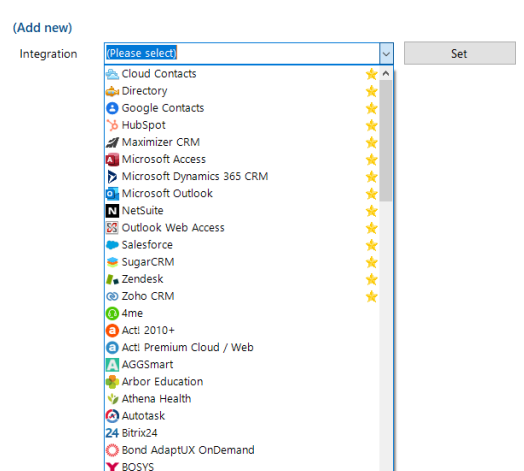 (Add new)
Integration (Please select) Set
Cloud Contacts
Directory
Google Contacts
HubSpot
Maximizer CRM
Microsoft Access
Microsoft Dynamics 365 CRM
Microsoft Outlook
NetSuite
Outlook Web Access
Salesforce
SugarCRM
Zendesk
Zoho CRM
4me
Act! 2010+
Act! Premium Cloud / Web
AGGSmart
Arbor Education
Athena Health
Autotask
24 Bitrix24
Bond AdaptUX OnDemand
BOSYS